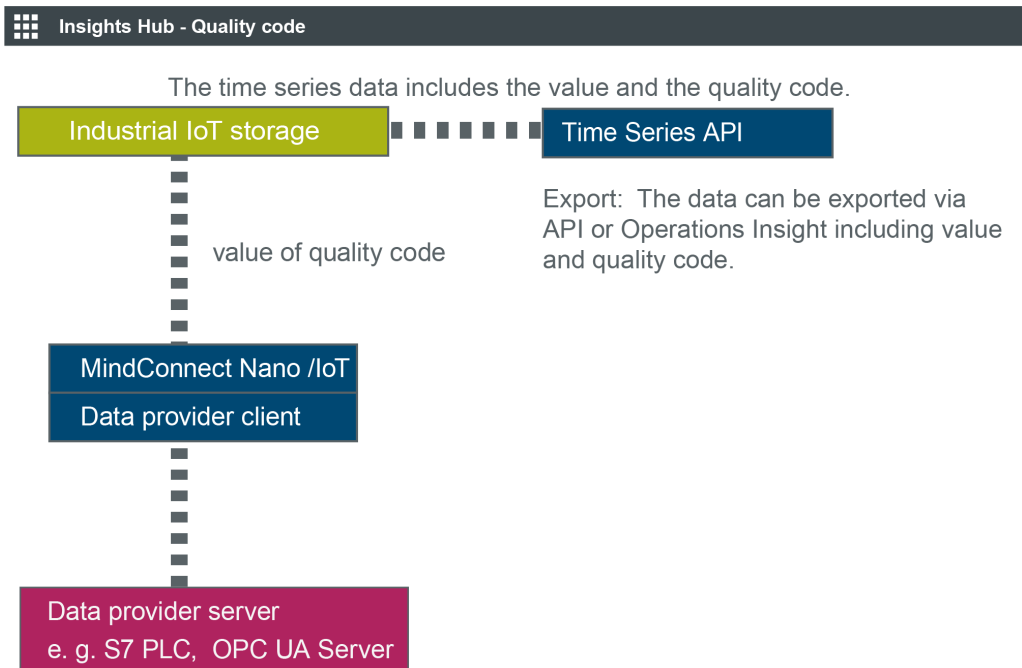 Insights Hub - Quality code
The time series data includes the value and the quality code.
Industrial IoT storage
Time Series API
Export:  The data can be exported via
API or Operations Insight including value
and quality code.
value of quality code
MindConnect Nano /IoT
Data provider client
Data provider server
e. g. S7 PLC,  OPC UA Server